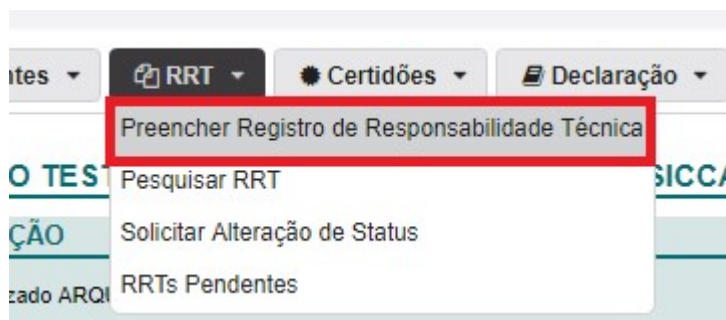 ntes RRT Certidões Declaração
Preencher Registro de Responsabilidade Técnica
O TEST SICCA
Pesquisar RRT
ÇÃO
Solicitar Alteração de Status
zado ARQU
RRTs Pendentes